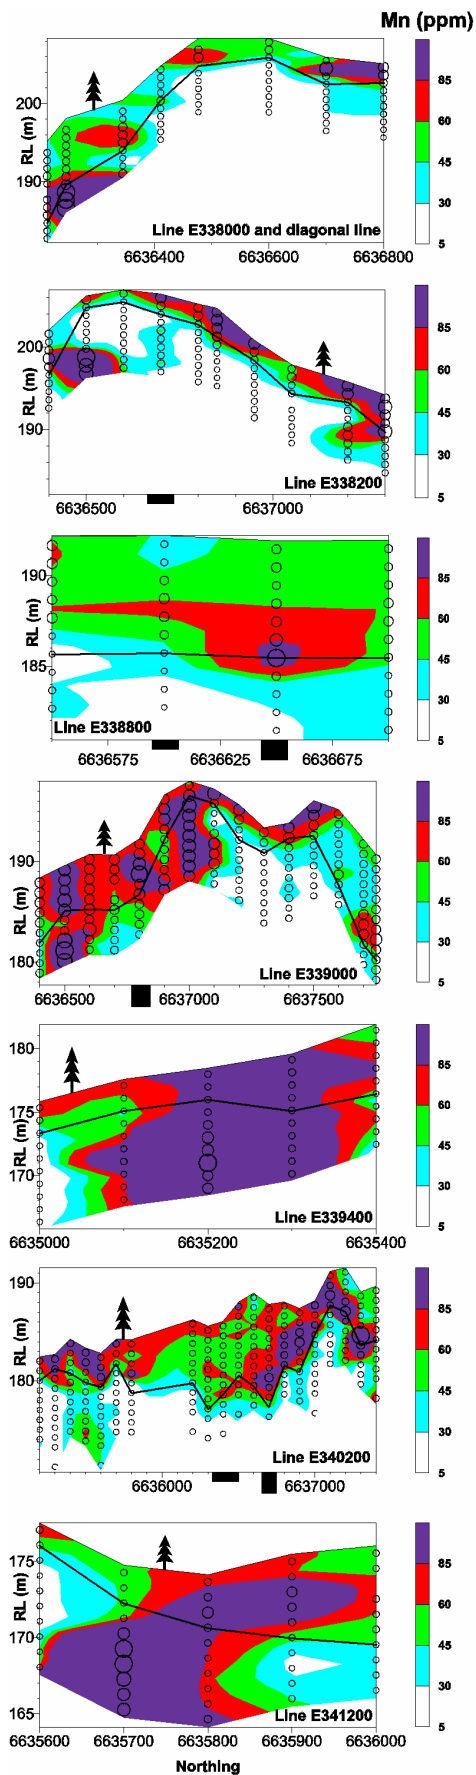 Mn (ppm)
85
60
45
30
5
RL (m)
200
190
Line E338000 and diagonal line
6636400 6636600 6636800
85
60
45
30
5
RL (m)
200
190
Line E338200
6636500 6637000
85
60
45
30
5
RL (m)
190
185
Line E338800
6636575 6636625 6636675
85
60
45
30
5
RL (m)
190
180
Line E339000
6636500 6637000 6637500
85
60
45
30
5
RL (m)
180
175
170
Line E339400
6635000 6635200 6635400
85
60
45
30
5
RL (m)
190
180
Line E340200
6636000 6637000
85
60
45
30
5
RL (m)
175
170
165
Line E341200
6635600 6635700 6635800 6635900 6636000
Northing